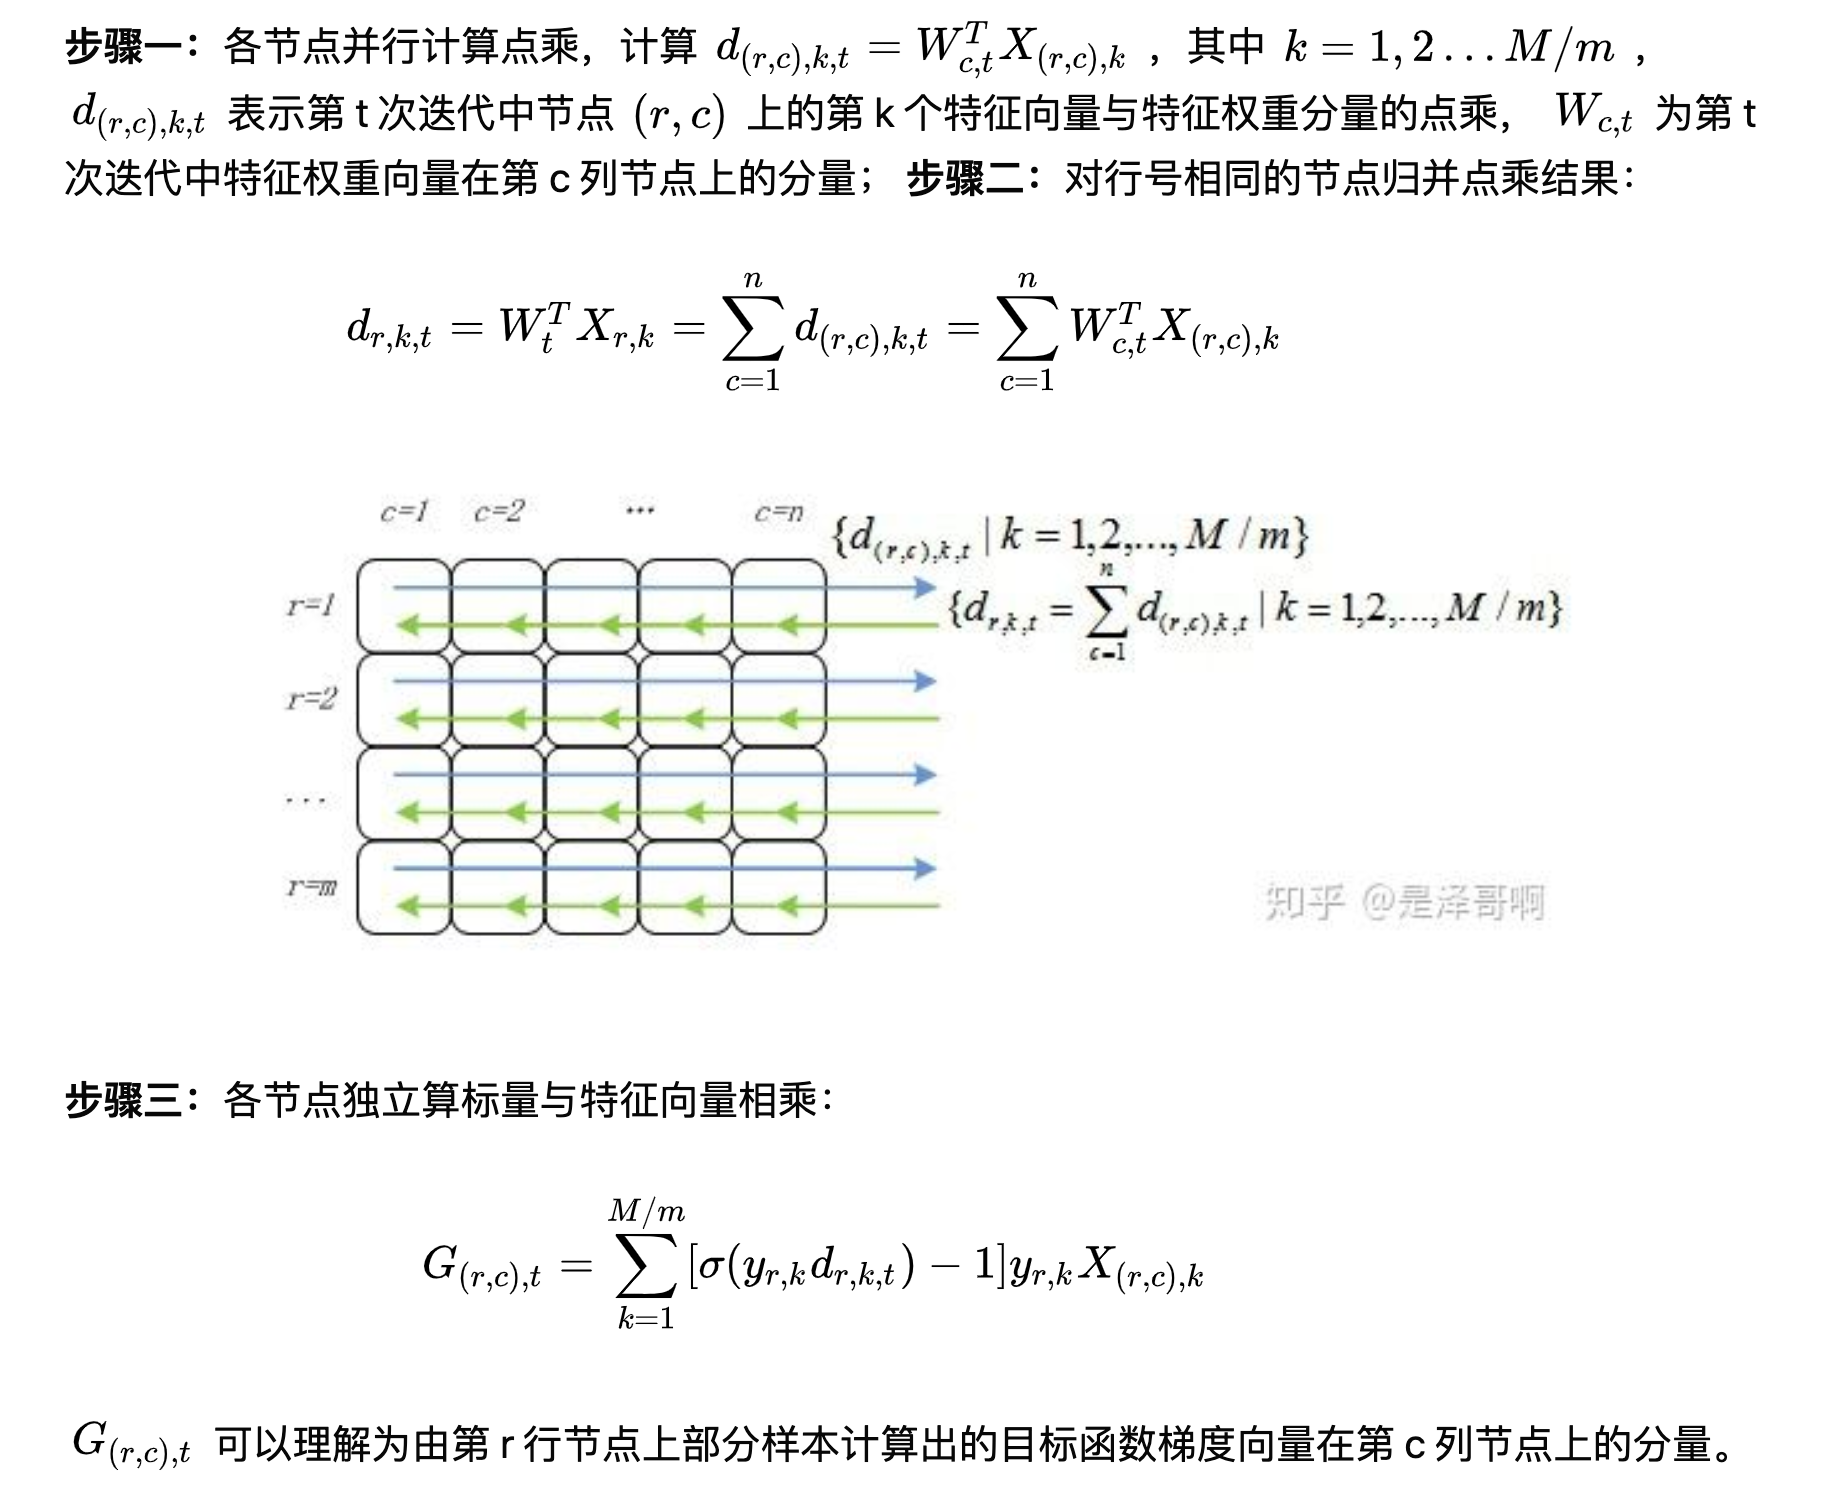 步骤一：各节点并行计算点乘，计算 $d_{(r,c),k,t} = W_{c,t}^T X_{(r,c),k}$ ，其中 $k = 1, 2 \ldots M/m$ ，
$d_{(r,c),k,t}$ 表示第 t 次迭代中节点 $(r, c)$ 上的第 k 个特征向量与特征权重分量的点乘， $W_{c,t}$ 为第 t
次迭代中特征权重向量在第 c 列节点上的分量； 步骤二：对行号相同的节点归并点乘结果：
$d_{r,k,t} = W_t^T X_{r,k} = \sum_{c=1}^{n} d_{(r,c),k,t} = \sum_{c=1}^{n} W_{c,t}^T X_{(r,c),k}$
c=1 c=2 ... c=n
$\{d_{(r,c),k,t} | k = 1,2,...,M/m\}$
r=1
$\{d_{r,k,t} = \sum_{c=1}^{n} d_{(r,c),k,t} | k = 1,2,...,M/m\}$
r=2
...
r=m
知乎 @是泽哥啊
步骤三：各节点独立算标量与特征向量相乘：
$G_{(r,c),t} = \sum_{k=1}^{M/m} [\sigma(y_{r,k} d_{r,k,t}) - 1] y_{r,k} X_{(r,c),k}$
$G_{(r,c),t}$ 可以理解为由第 r 行节点上部分样本计算出的目标函数梯度向量在第 c 列节点上的分量。